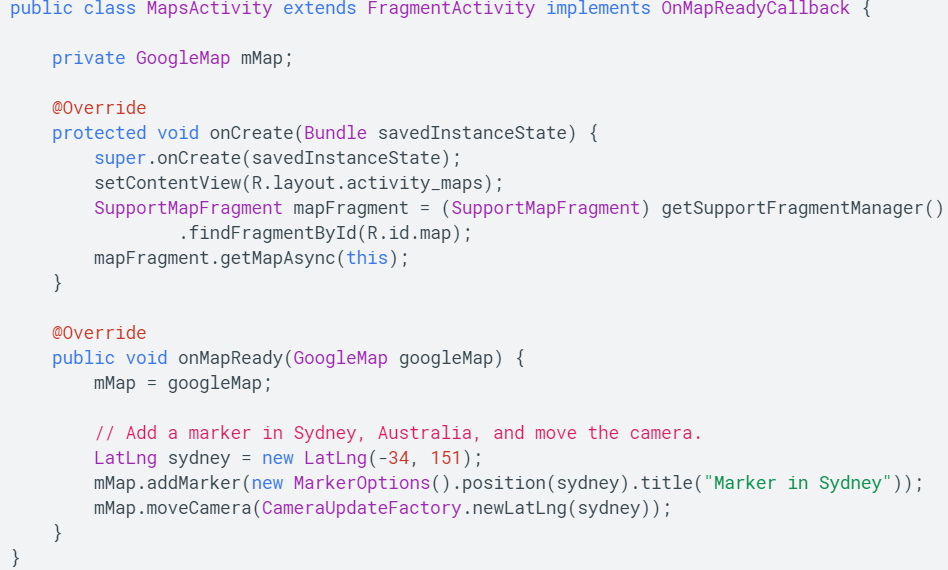 public class MapsActivity extends FragmentActivity implements OnMapReadyCallback {

    private GoogleMap mMap;

    @Override
    protected void onCreate(Bundle savedInstanceState) {
        super.onCreate(savedInstanceState);
        setContentView(R.layout.activity_maps);
        SupportMapFragment mapFragment = (SupportMapFragment) getSupportFragmentManager()
                .findFragmentById(R.id.map);
        mapFragment.getMapAsync(this);
    }

    @Override
    public void onMapReady(GoogleMap googleMap) {
        mMap = googleMap;

        // Add a marker in Sydney, Australia, and move the camera.
        LatLng sydney = new LatLng(-34, 151);
        mMap.addMarker(new MarkerOptions().position(sydney).title("Marker in Sydney"));
        mMap.moveCamera(CameraUpdateFactory.newLatLng(sydney));
    }
}